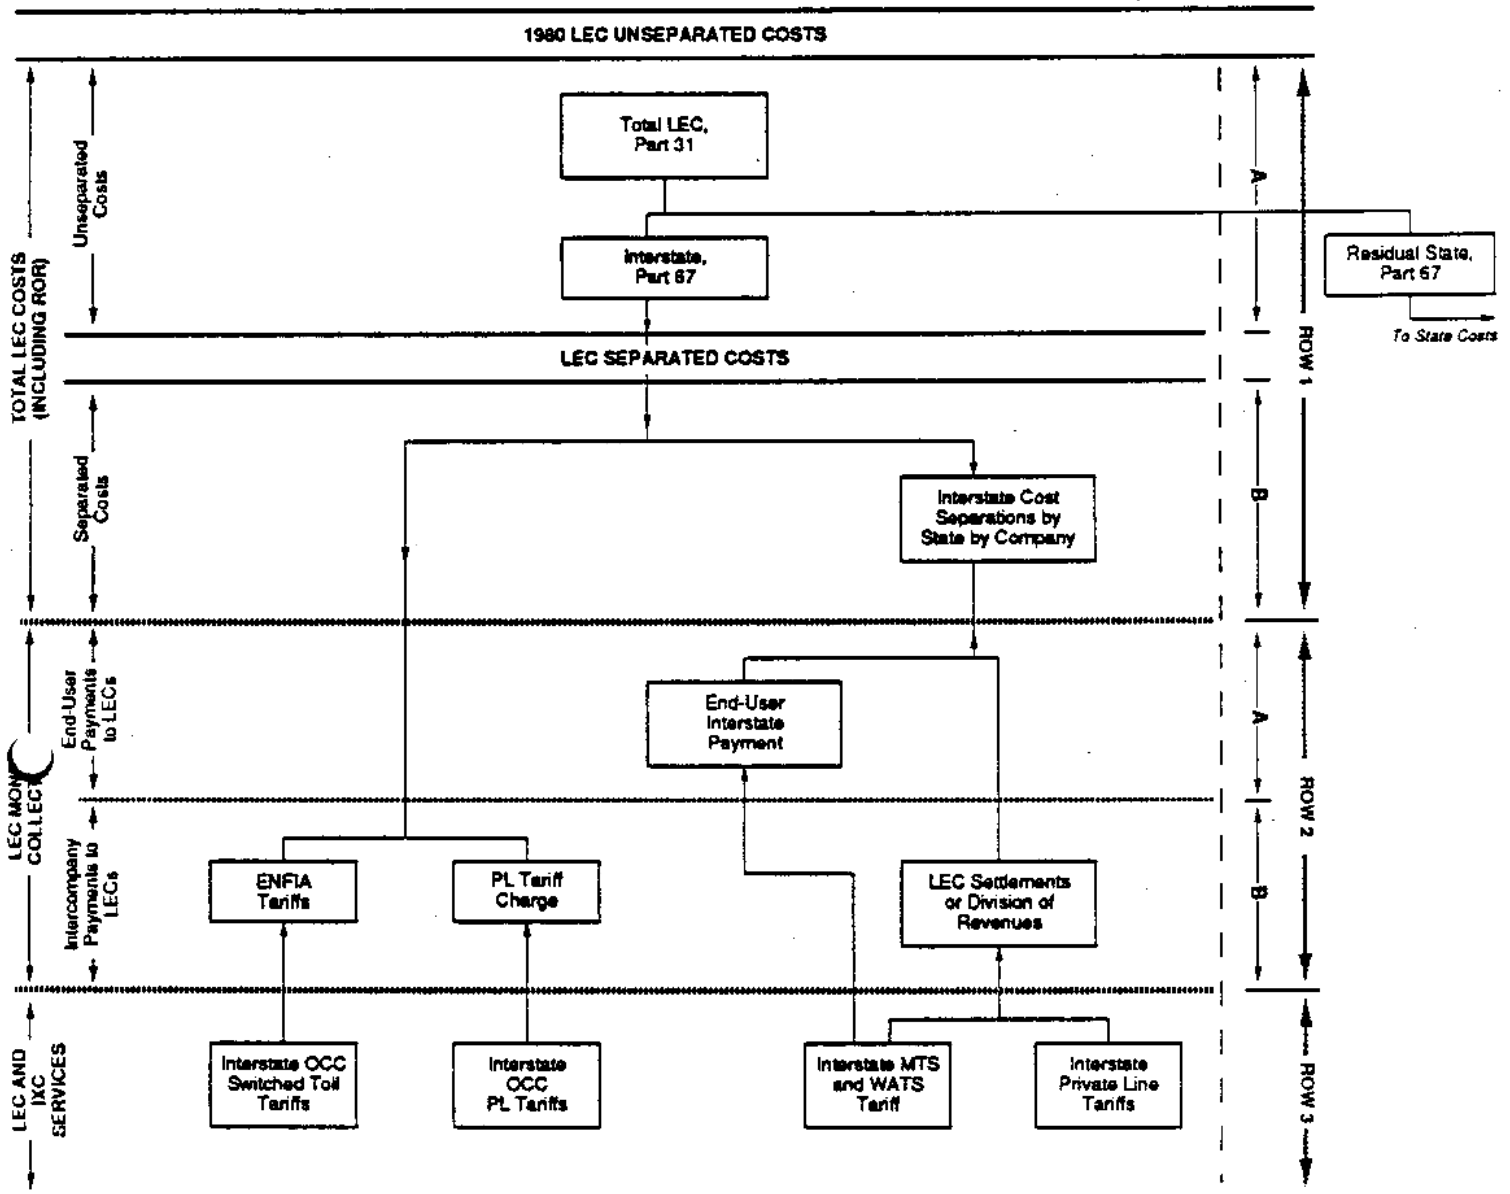 1980 LEC UNSEPARATED COSTS
Total LEC,
Part 31
Interstate,
Part 67
Residual State,
Part 67
To State Costs
TOTAL LEC COSTS
(INCLUDING ROR)
Unseparated
Costs
A
ROW 1
LEC SEPARATED COSTS
Separated
Costs
B
Interstate Cost
Separations by
State by Company
LEC
COLLECT
End-User
Payments
to LECs
End-User
Interstate
Payment
A
ROW 2
Intercompany
Payments to
LECs
ENFIA
Tariffs
PL Tariff
Charge
LEC Settlements
or Division of
Revenues
B
LEC AND
IXC
SERVICES
Interstate OCC
Switched Toll
Tariffs
Interstate
OCC
PL Tariffs
Interstate MTS
and WATS
Tariff
Interstate
Private Line
Tariffs
ROW 3